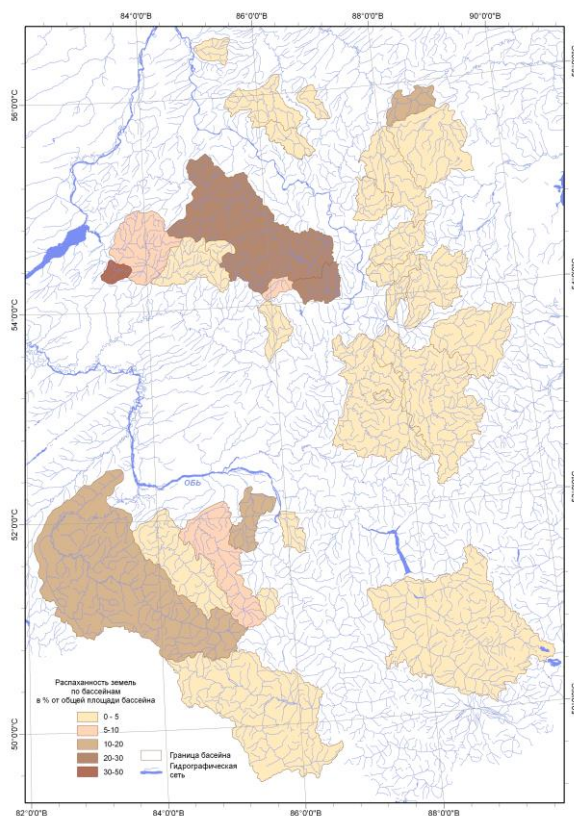 84°0'0"В 86°0'0"В 88°0'0"В 90°0'0"В
56°0'0"С
54°0'0"С
ОБЬ
52°0'0"С
Распаханность земель
по бассейнам
в % от общей площади бассейна
0 - 5
5-10
10-20
20-30
30-50
Граница бассейна
Гидрографическая
сеть
50°0'0"С
82°0'0"В 84°0'0"В 86°0'0"В 88°0'0"В